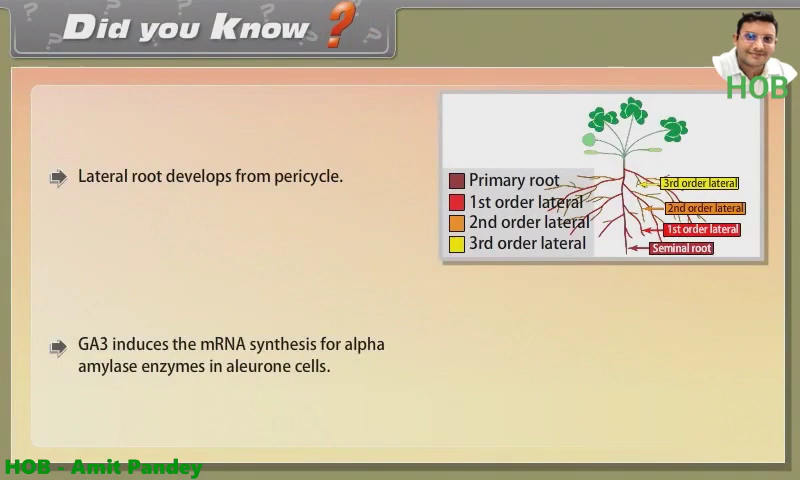 Did you Know ?
HOB
Lateral root develops from pericycle.
Primary root
1st order lateral
2nd order lateral
3rd order lateral
3rd order lateral
2nd order lateral
1st order lateral
Seminal root
GA3 induces the mRNA synthesis for alpha
amylase enzymes in aleurone cells.
HOB - Amit Pandey